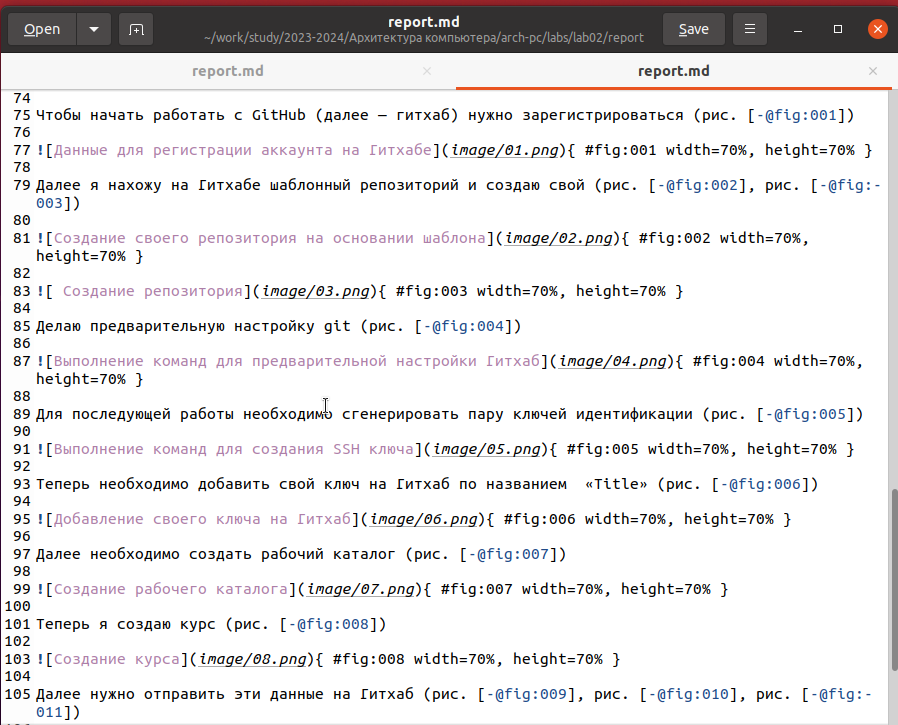 Open
report.md
~/work/study/2023-2024/Архитектура компьютера/arch-pc/labs/lab02/report
Save
report.md
report.md
74
75 Чтобы начать работать с GitHub (далее — гитхаб) нужно зарегистрироваться (рис. [-@fig:001])
76
77 ![Данные для регистрации аккаунта на Гитхабе](image/01.png){ #fig:001 width=70%, height=70% }
78
79 Далее я нахожу на Гитхабе шаблонный репозиторий и создаю свой (рис. [-@fig:002], рис. [-@fig:-
003])
80
81 ![Создание своего репозитория на основании шаблона](image/02.png){ #fig:002 width=70%,
height=70% }
82
83 ![ Создание репозитория](image/03.png){ #fig:003 width=70%, height=70% }
84
85 Делаю предварительную настройку git (рис. [-@fig:004])
86
87 ![Выполнение команд для предварительной настройки Гитхаб](image/04.png){ #fig:004 width=70%,
height=70% }
88
89 Для последующей работы необходимо сгенерировать пару ключей идентификации (рис. [-@fig:005])
90
91 ![Выполнение команд для создания SSH ключа](image/05.png){ #fig:005 width=70%, height=70% }
92
93 Теперь необходимо добавить свой ключ на Гитхаб по названием  «Title» (рис. [-@fig:006])
94
95 ![Добавление своего ключа на Гитхаб](image/06.png){ #fig:006 width=70%, height=70% }
96
97 Далее необходимо создать рабочий каталог (рис. [-@fig:007])
98
99 ![Создание рабочего каталога](image/07.png){ #fig:007 width=70%, height=70% }
100
101 Теперь я создаю курс (рис. [-@fig:008])
102
103 ![Создание курса](image/08.png){ #fig:008 width=70%, height=70% }
104
105 Далее нужно отправить эти данные на Гитхаб (рис. [-@fig:009], рис. [-@fig:010], рис. [-@fig:-
011])